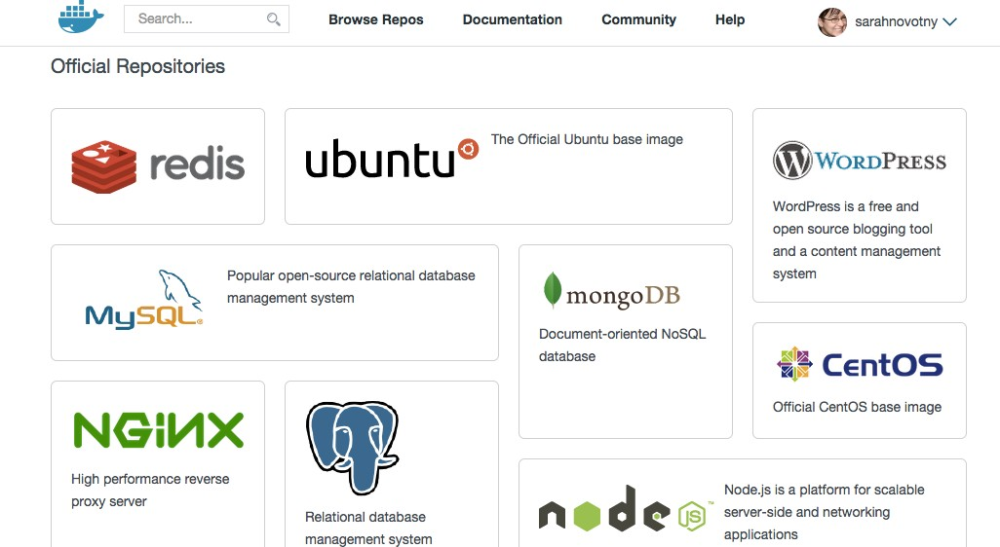 Search...
Browse Repos
Documentation
Community
Help
sarahnovotny
Official Repositories
redis
ubuntu
The Official Ubuntu base image
W WORDPRESS
WordPress is a free and
open source blogging tool
and a content management
system
MySQL®
Popular open-source relational database
management system
mongoDB
Document-oriented NoSQL
database
CentOS
Official CentOS base image
NGiNX
High performance reverse
proxy server
Relational database
management system
node JS™
Node.js is a platform for scalable
server-side and networking
applications